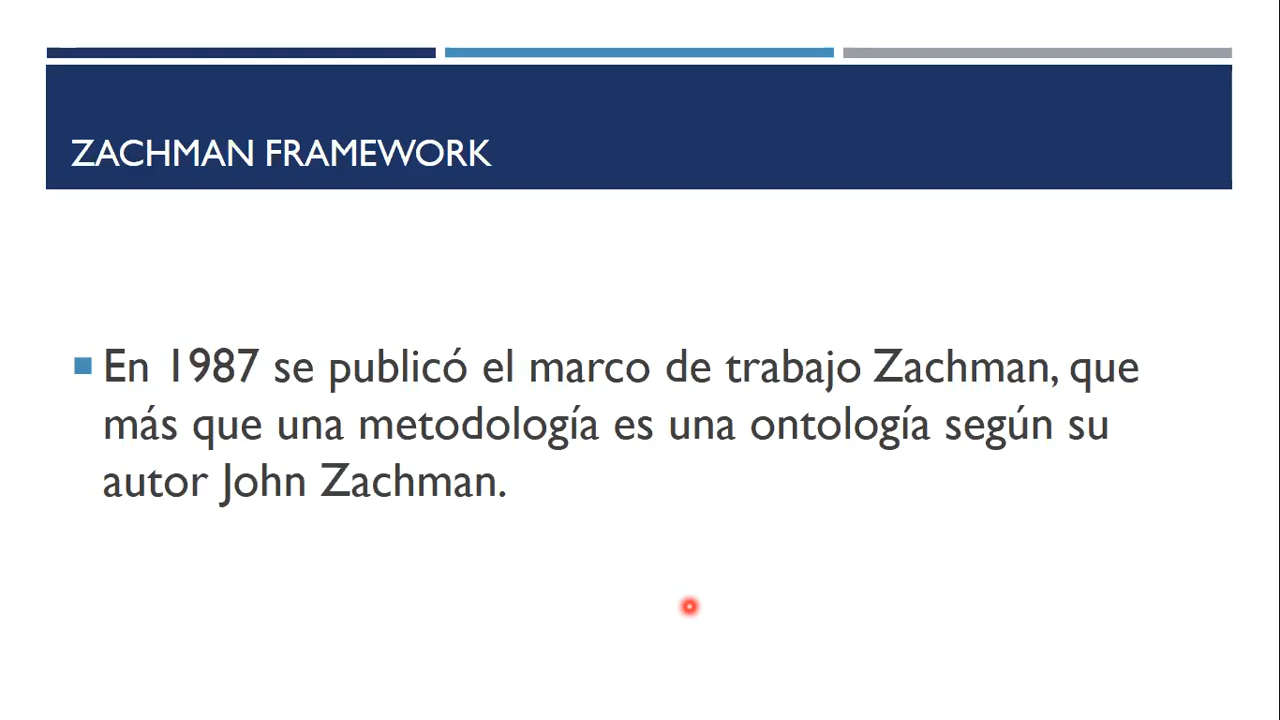 ZACHMAN FRAMEWORK
En 1987 se publicó el marco de trabajo Zachman, que
más que una metodología es una ontología según su
autor John Zachman.